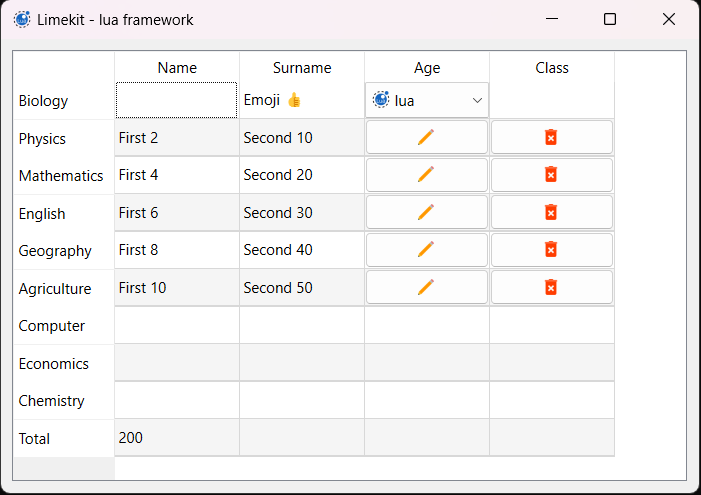 Limekit - lua framework
Name Surname Age Class
Biology Emoji 👍 lua
Physics First 2 Second 10
Mathematics First 4 Second 20
English First 6 Second 30
Geography First 8 Second 40
Agriculture First 10 Second 50
Computer
Economics
Chemistry
Total 200